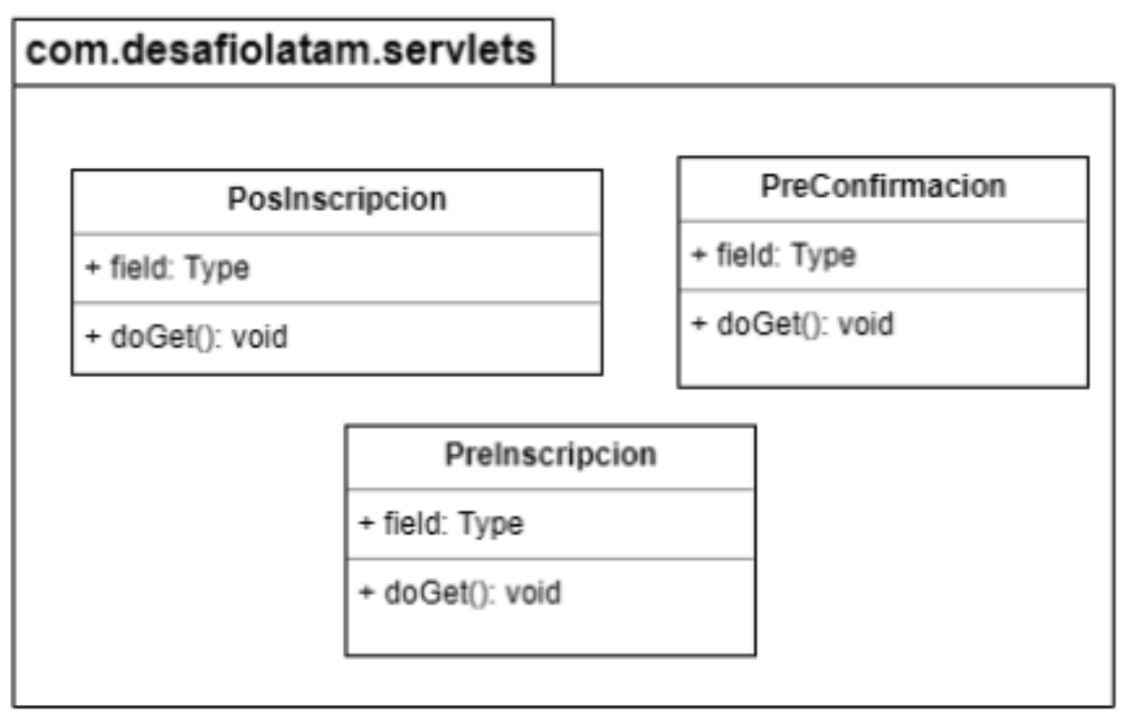 com.desafiolatam.servlets
PosInscripcion
+ field: Type
+ doGet(): void
PreConfirmacion
+ field: Type
+ doGet(): void
PreInscripcion
+ field: Type
+ doGet(): void